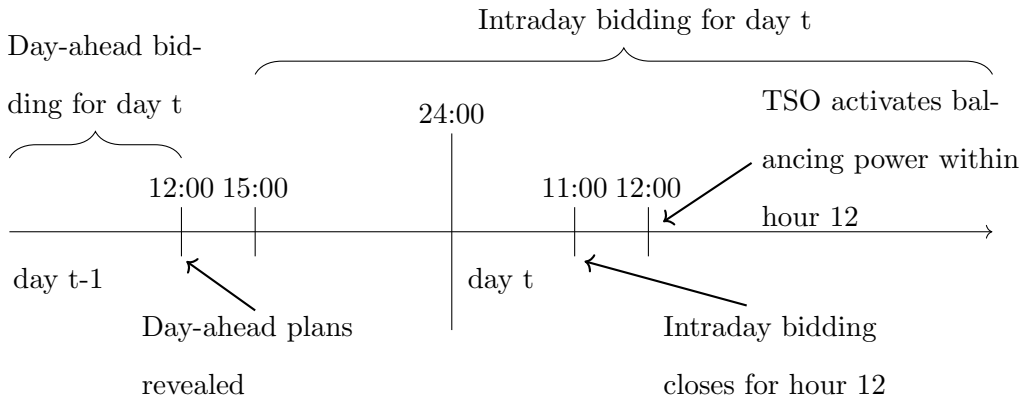 Intraday bidding for day t
Day-ahead bid-
ding for day t
TSO activates bal-
ancing power within
hour 12
24:00
12:00 15:00
11:00 12:00
day t-1
day t
Day-ahead plans
revealed
Intraday bidding
closes for hour 12